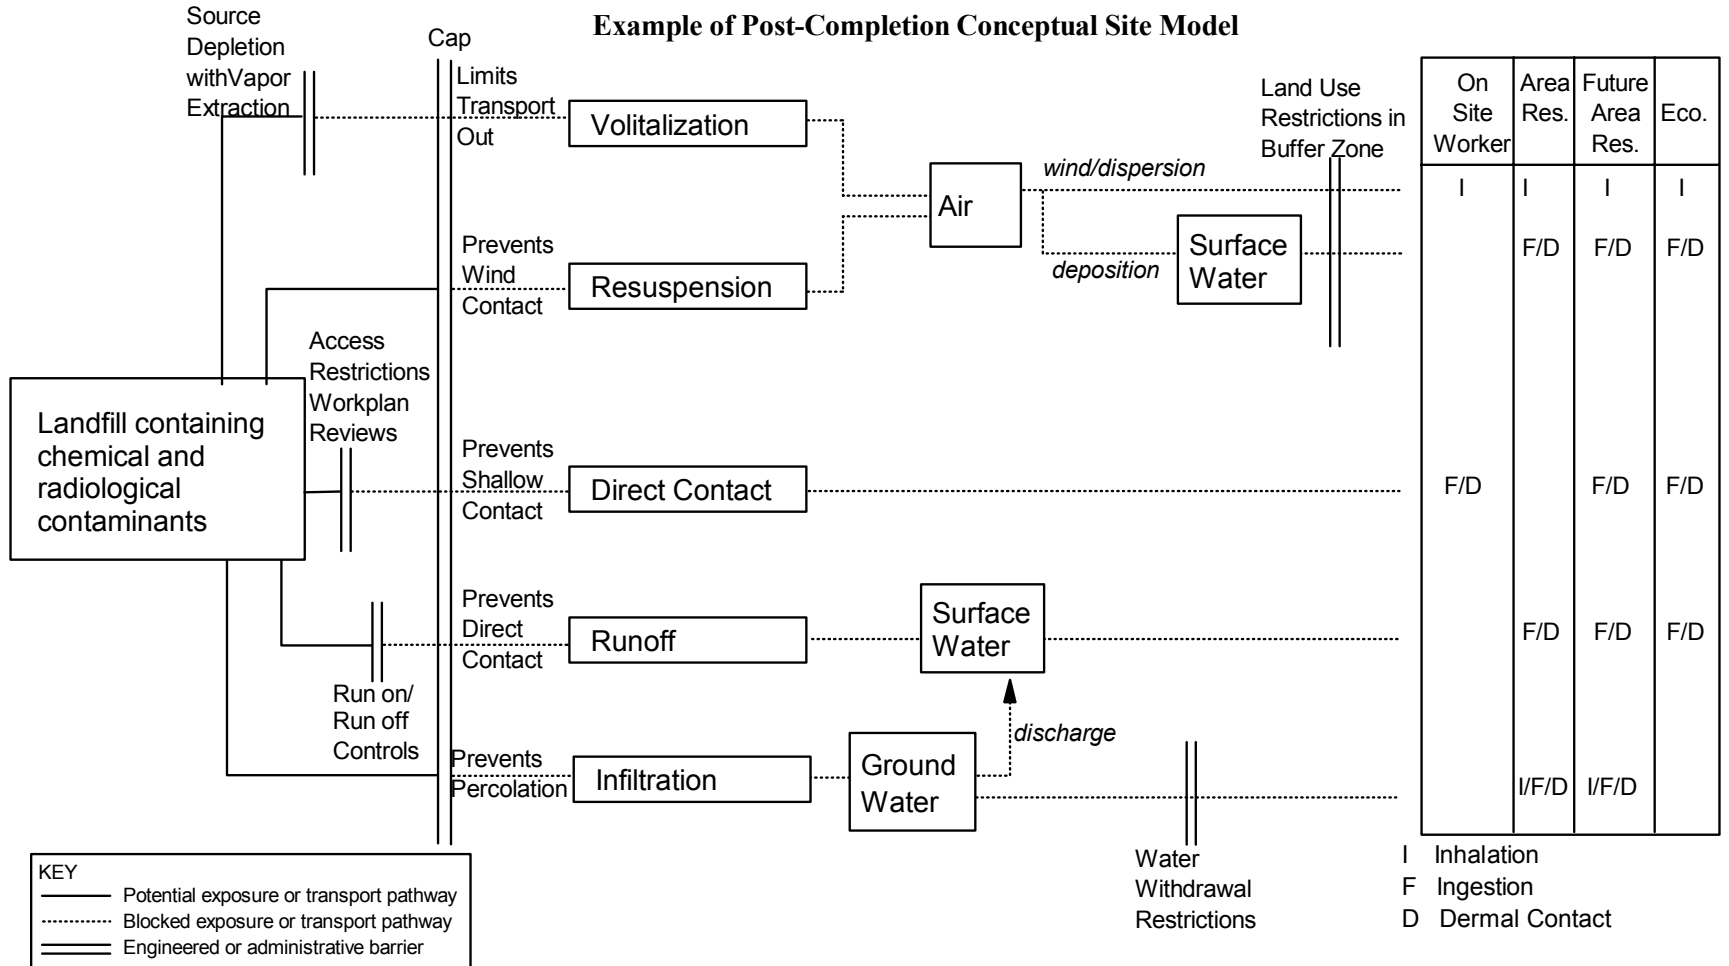 Example of Post-Completion Conceptual Site Model
Source
Depletion
withVapor
Extraction
Cap
Limits
Transport
Out
Volitalization
Prevents
Wind
Contact
Resuspension
Air
wind/dispersion
deposition
Surface
Water
Land Use
Restrictions in
Buffer Zone
Access
Restrictions
Workplan
Reviews
Landfill containing
chemical and
radiological
contaminants
Prevents
Shallow
Contact
Direct Contact
Prevents
Direct
Contact
Runoff
Surface
Water
Run on/
Run off
Controls
discharge
Prevents
Percolation
Infiltration
Ground
Water
Water
Withdrawal
Restrictions
On
Site
Worker
Area
Res.
Future
Area
Res.
Eco.
I I I I
F/D F/D F/D
F/D F/D F/D
F/D F/D F/D
I/F/D I/F/D
I Inhalation
F Ingestion
D Dermal Contact
KEY
Potential exposure or transport pathway
Blocked exposure or transport pathway
Engineered or administrative barrier